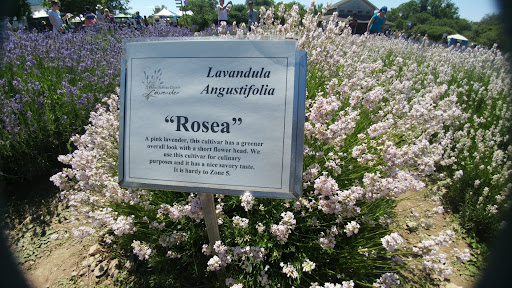 lavender
Lavandula
Angustifolia
"Rosea"
A pink lavender, this cultivar has a greener
overall look with a short flower head. We
use this cultivar for culinary
purposes and it has a nice savory taste.
It is hardy to Zone 5.